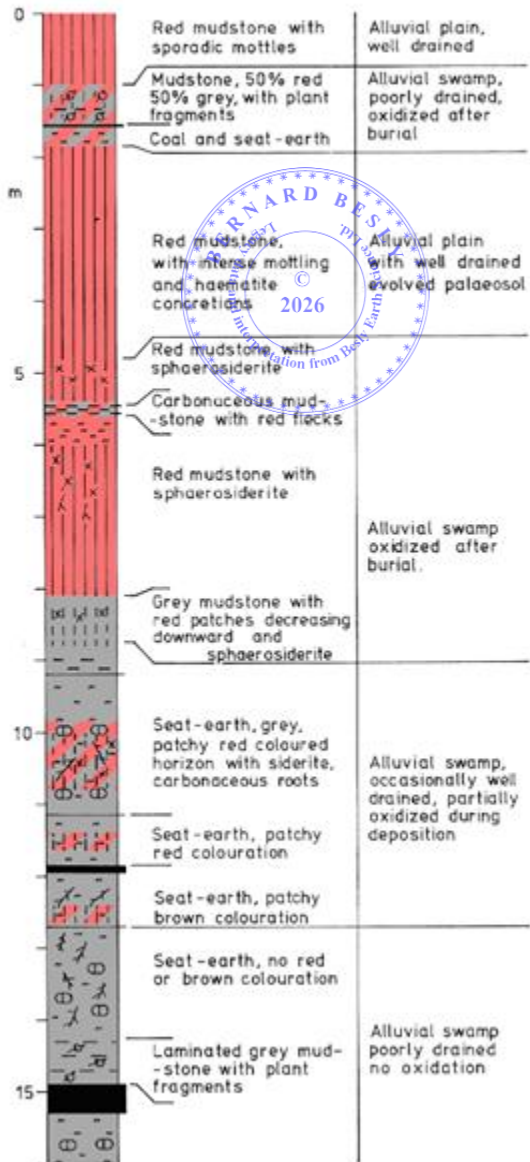 0
Red mudstone with
sporadic mottles
Alluvial plain,
well drained
Mudstone, 50% red
50% grey, with plant
fragments
Alluvial swamp,
poorly drained,
oxidized after
burial
Coal and seat-earth
m
Red mudstone,
with intense mottling
and haematite
concretions
Alluvial plain
with well drained
evolved palaeosol
BERNARD BESLY
©
2026
interpretation from Besly Earth
5
Red mudstone with
sphaerosiderite
Carbonaceous mud-
-stone with red flecks
Red mudstone with
sphaerosiderite
Alluvial swamp
oxidized after
burial.
Grey mudstone with
red patches decreasing
downward and
sphaerosiderite
10
Seat-earth, grey,
patchy red coloured
horizon with siderite,
carbonaceous roots
Alluvial swamp,
occasionally well
drained, partially
oxidized during
deposition
Seat-earth, patchy
red colouration
Seat-earth, patchy
brown colouration
Seat-earth, no red
or brown colouration
Alluvial swamp
poorly drained
no oxidation
Laminated grey mud-
-stone with plant
fragments
15